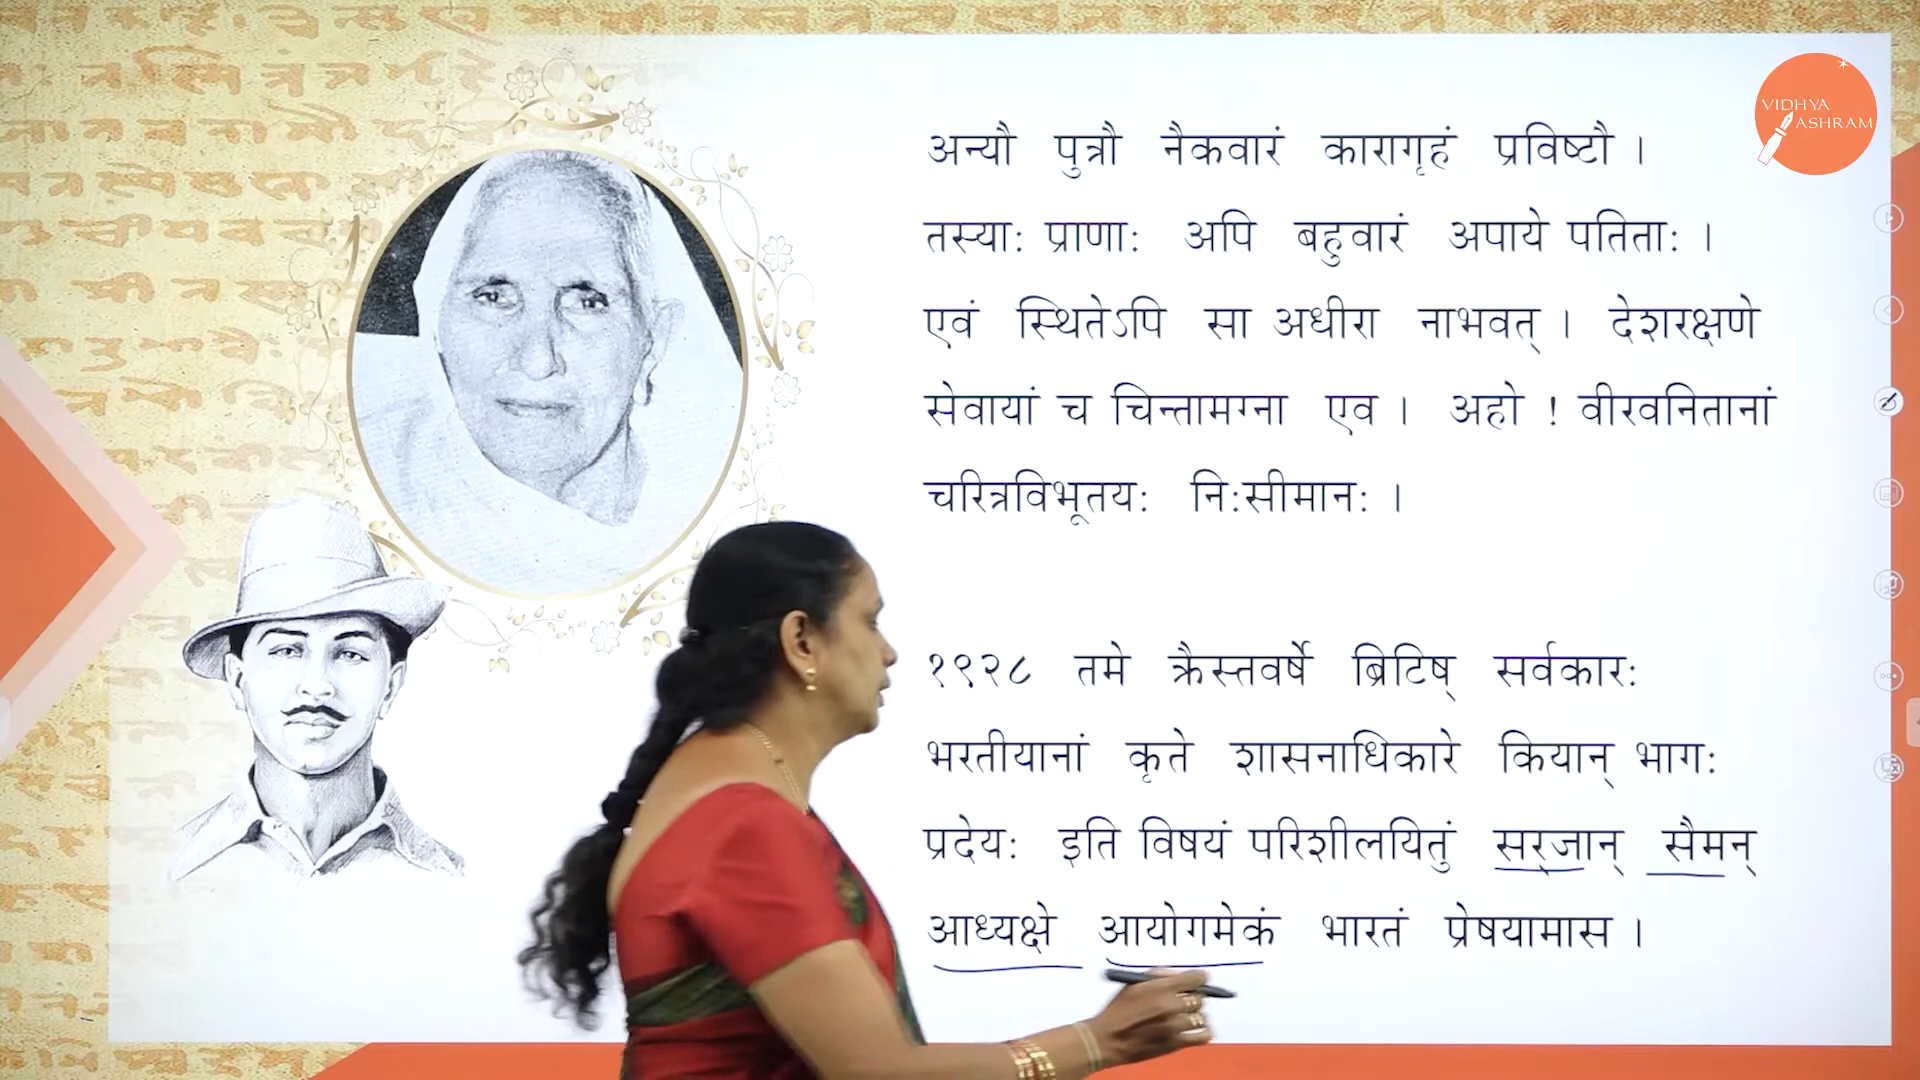 VIDHYA
ASHRAM
अन्यौ पुत्रौ नैकवारं कारागृहं प्रविष्टौ ।
तस्याः प्राणाः अपि बहुवारं अपाये पतिताः ।
एवं स्थितेऽपि सा अधीरा नाभवत् । देशरक्षणे
सेवायां च चिन्तामग्ना एव । अहो ! वीरवनितानां
चरित्रविभूतयः निःसीमानः ।
१९२८ तमे क्रैस्तवर्षे ब्रिटिष् सर्वकारः
भरतीयानां कृते शासनाधिकारे कियान् भागः
प्रदेयः इति विषयं परिशीलयितुं सर्‌जान् सैमन्
आध्यक्षे आयोगमेकं भारतं प्रेषयामास ।